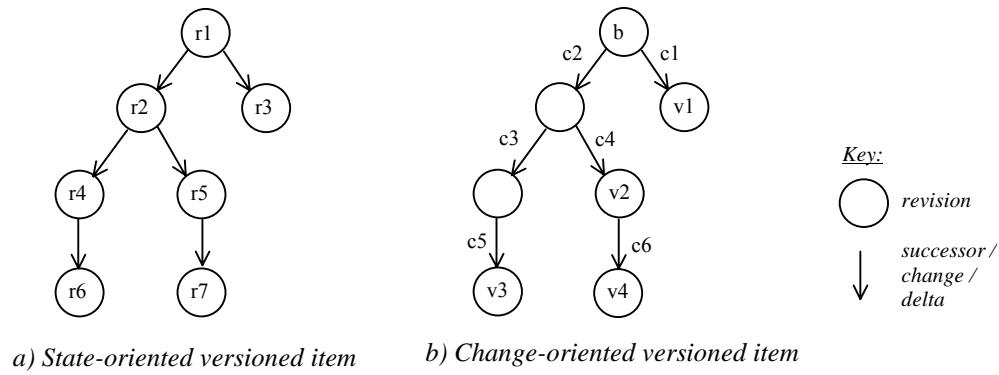 r1
r2
r3
r4
r5
r6
r7
a) State-oriented versioned item
b
c2
c1
v1
c3
c4
v2
c5
c6
v3
v4
b) Change-oriented versioned item
Key:
revision
successor /
change /
delta